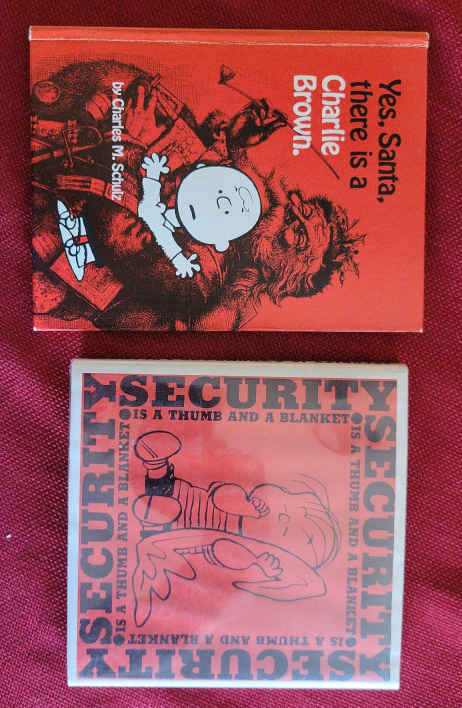 Yes, Santa,
there is a
Charlie
Brown.
by Charles M. Schulz
SECURITY
IS A THUMB AND A BLANKET
SECURITY
IS A THUMB AND A BLANKET
SECURITY
IS A THUMB AND A BLANKET
SECURITY
IS A THUMB AND A BLANKET